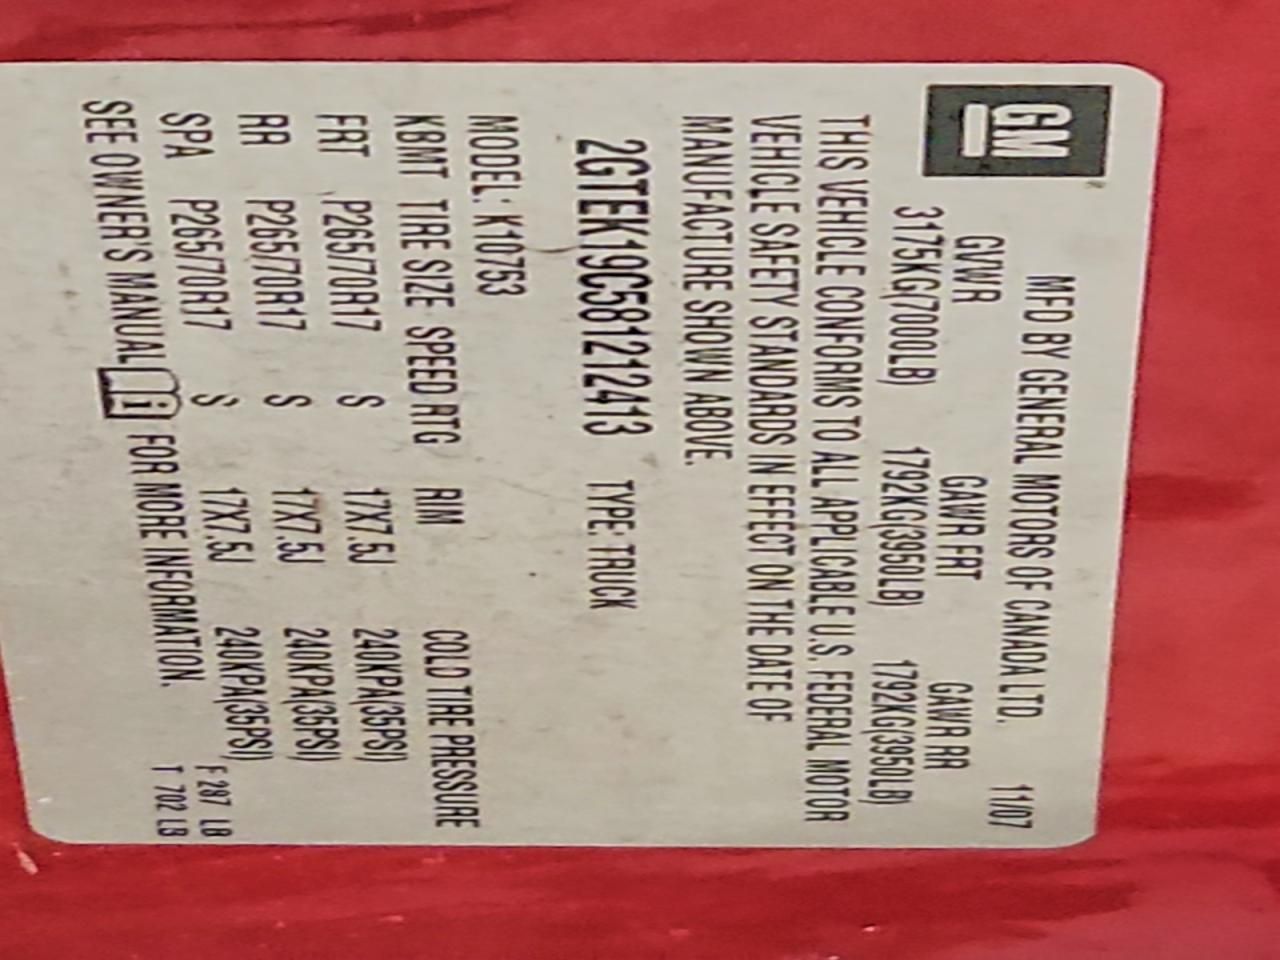 GM
MFD BY GENERAL MOTORS OF CANADA LTD. 11/07
GVWR GAWR FRT GAWR RR
3175KG(7000LB) 1792KG(3950LB) 1792KG(3950LB)
THIS VEHICLE CONFORMS TO ALL APPLICABLE U.S. FEDERAL MOTOR
VEHICLE SAFETY STANDARDS IN EFFECT ON THE DATE OF
MANUFACTURE SHOWN ABOVE.
2GTEK19C581212413 TYPE: TRUCK
MODEL: K10753
KBMT TIRE SIZE SPEED RTG RIM COLD TIRE PRESSURE
FRT P265/70R17 S 17X7.5J 240KPA(35PSI)
RR P265/70R17 S 17X7.5J 240KPA(35PSI)
SPA P265/70R17 S 17X7.5J 240KPA(35PSI) F 287 LB
SEE OWNER'S MANUAL i FOR MORE INFORMATION. T 702 LB